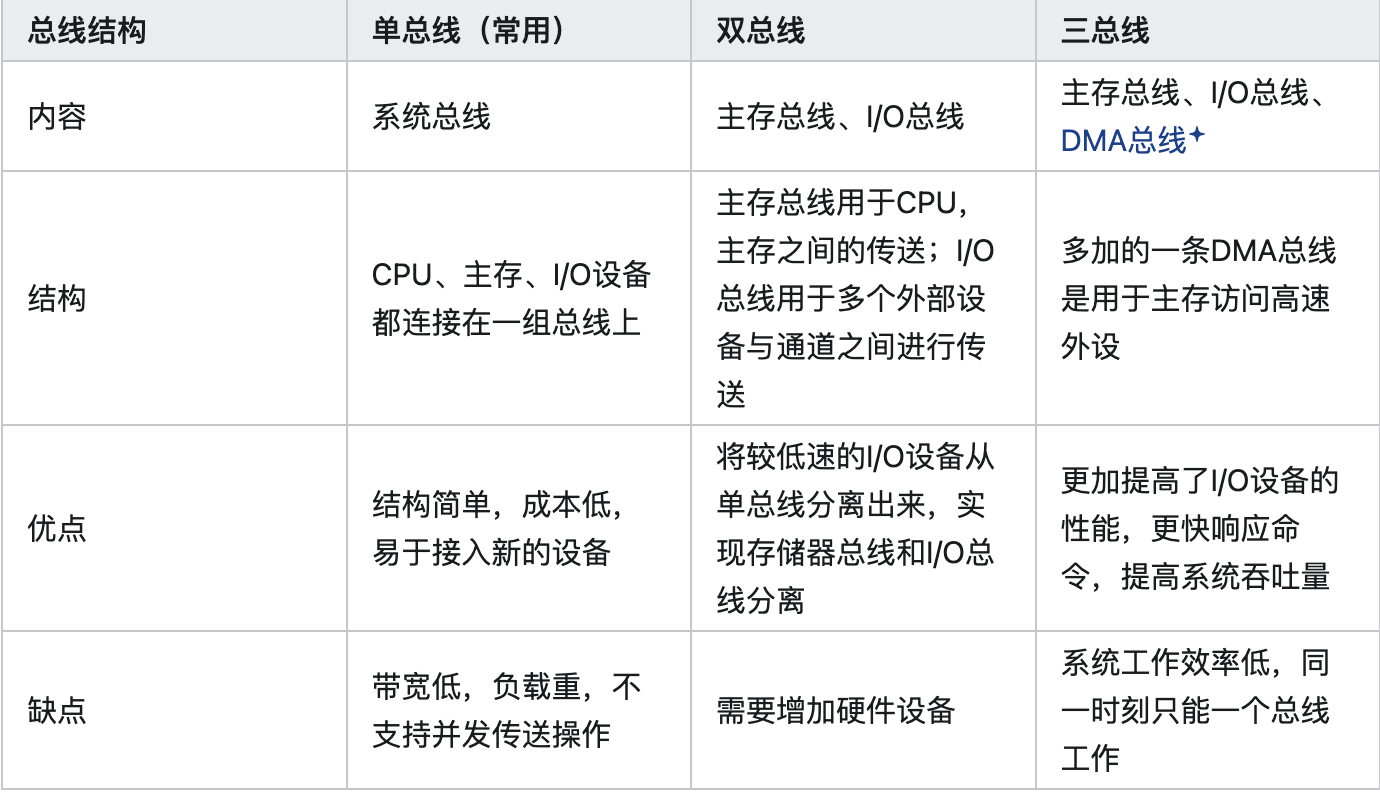 总线结构
单总线（常用）
双总线
三总线
内容
系统总线
主存总线、I/O总线
主存总线、I/O总线、
DMA总线
结构
CPU、主存、I/O设备
都连接在一组总线上
主存总线用于CPU，
主存之间的传送；I/O
总线用于多个外部设
备与通道之间进行传
送
多加的一条DMA总线
是用于主存访问高速
外设
优点
结构简单，成本低，
易于接入新的设备
将较低速的I/O设备从
单总线分离出来，实
现存储器总线和I/O总
线分离
更加提高了I/O设备的
性能，更快响应命
令，提高系统吞吐量
缺点
带宽低，负载重，不
支持并发传送操作
需要增加硬件设备
系统工作效率低，同
一时刻只能一个总线
工作